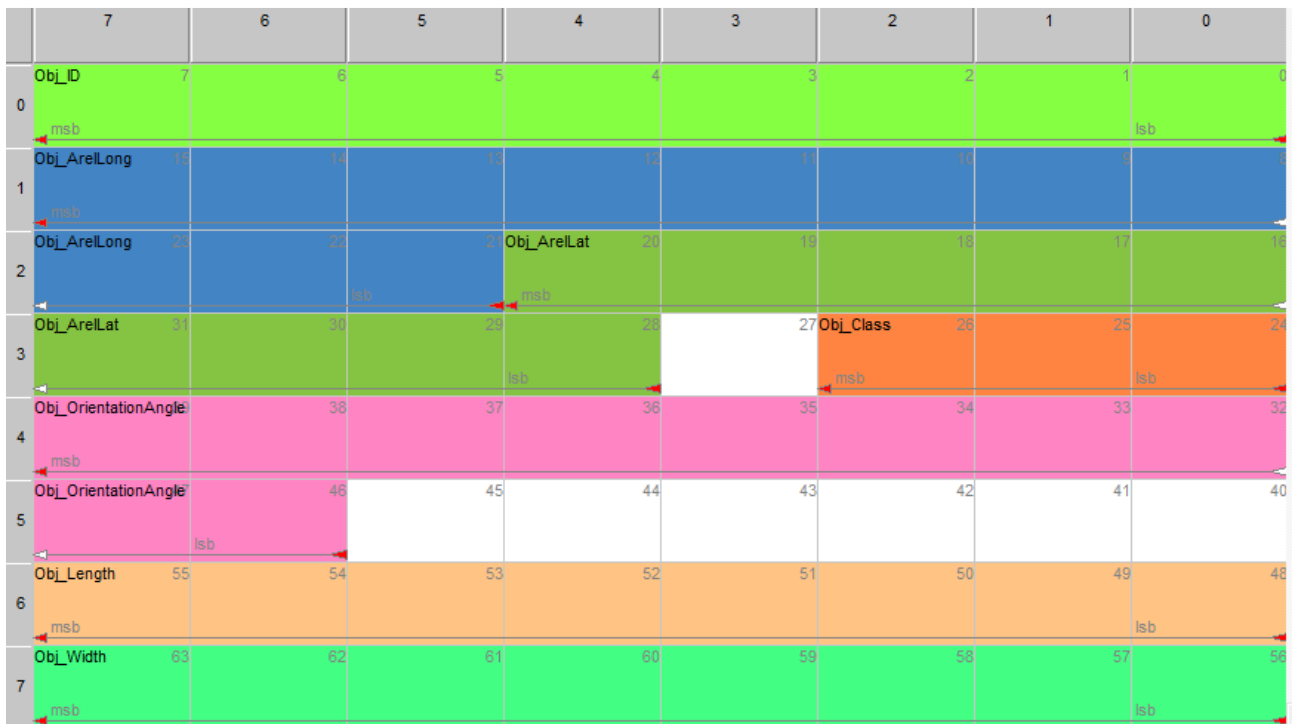 7 6 5 4 3 2 1 0
Obj_ID 7 6 5 4 3 2 1 0
0
msb lsb
Obj_ArelLong 15 14 13 12 11 10 9 8
1
msb
Obj_ArelLong 23 22 21 Obj_ArelLat 20 19 18 17 16
2
lsb msb
Obj_ArelLat 31 30 29 28 27 Obj_Class 26 25 24
3
lsb msb lsb
Obj_OrientationAngle 38 37 36 35 34 33 32
4
msb
Obj_OrientationAngle 46 45 44 43 42 41 40
5
lsb
Obj_Length 55 54 53 52 51 50 49 48
6
msb lsb
Obj_Width 63 62 61 60 59 58 57 56
7
msb lsb